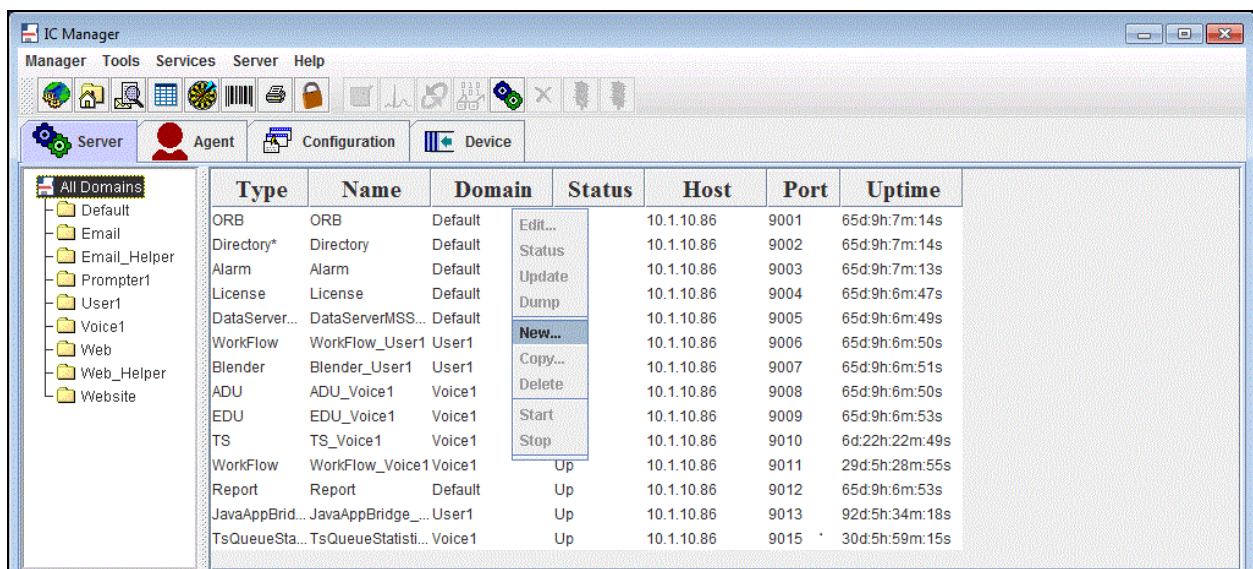 IC Manager
Manager Tools Services Server Help
Server Agent Configuration Device
All Domains
Default
Email
Email_Helper
Prompter1
User1
Voice1
Web
Web_Helper
Website
Type Name Domain Status Host Port Uptime
ORB ORB Default 10.1.10.86 9001 65d:9h:7m:14s
Directory* Directory Default 10.1.10.86 9002 65d:9h:7m:14s
Alarm Alarm Default 10.1.10.86 9003 65d:9h:7m:13s
License License Default 10.1.10.86 9004 65d:9h:6m:47s
DataServer... DataServerMSS... Default 10.1.10.86 9005 65d:9h:6m:49s
WorkFlow WorkFlow_User1 User1 10.1.10.86 9006 65d:9h:6m:50s
Blender Blender_User1 User1 10.1.10.86 9007 65d:9h:6m:51s
ADU ADU_Voice1 Voice1 10.1.10.86 9008 65d:9h:6m:50s
EDU EDU_Voice1 Voice1 10.1.10.86 9009 65d:9h:6m:53s
TS TS_Voice1 Voice1 10.1.10.86 9010 6d:22h:22m:49s
WorkFlow WorkFlow_Voice1 Voice1 Up 10.1.10.86 9011 29d:5h:28m:55s
Report Report Default Up 10.1.10.86 9012 65d:9h:6m:53s
JavaAppBrid... JavaAppBridge_... User1 Up 10.1.10.86 9013 92d:5h:34m:18s
TsQueueSta... TsQueueStatisti... Voice1 Up 10.1.10.86 9015 30d:5h:59m:15s
Edit...
Status
Update
Dump
New...
Copy...
Delete
Start
Stop